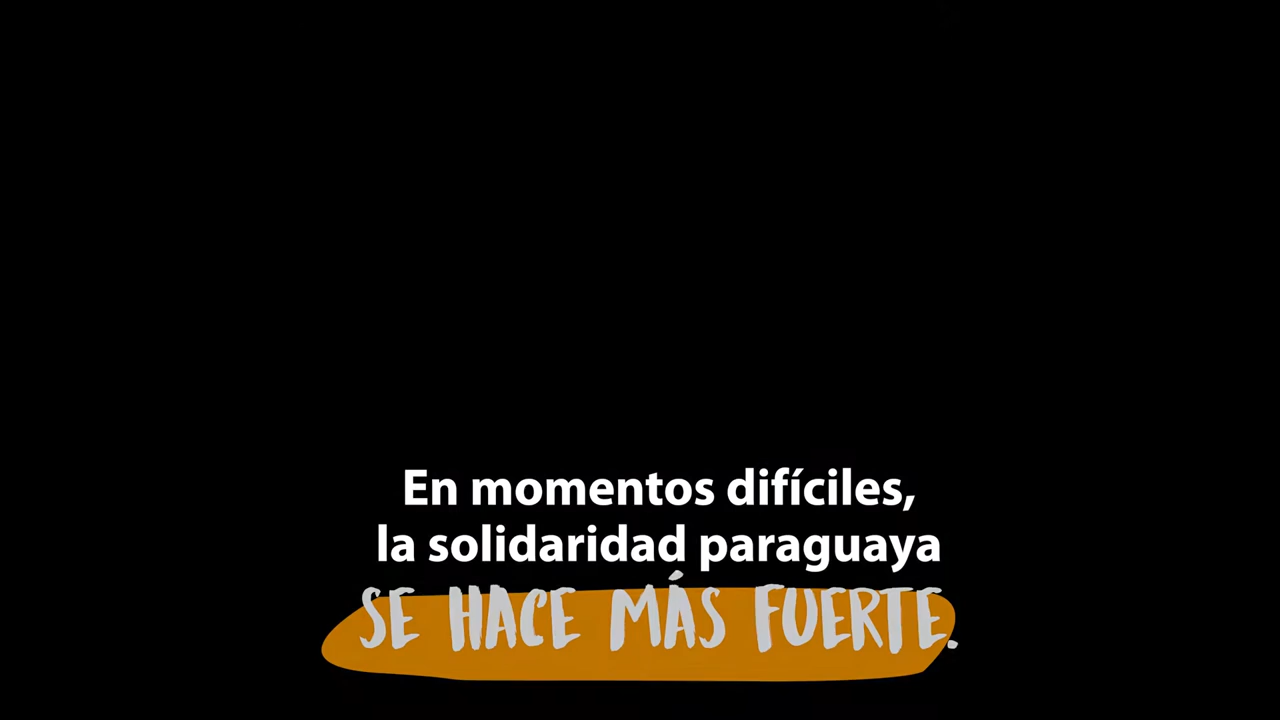 En momentos difíciles,
la solidaridad paraguaya
SE HACE MÁS FUERTE.